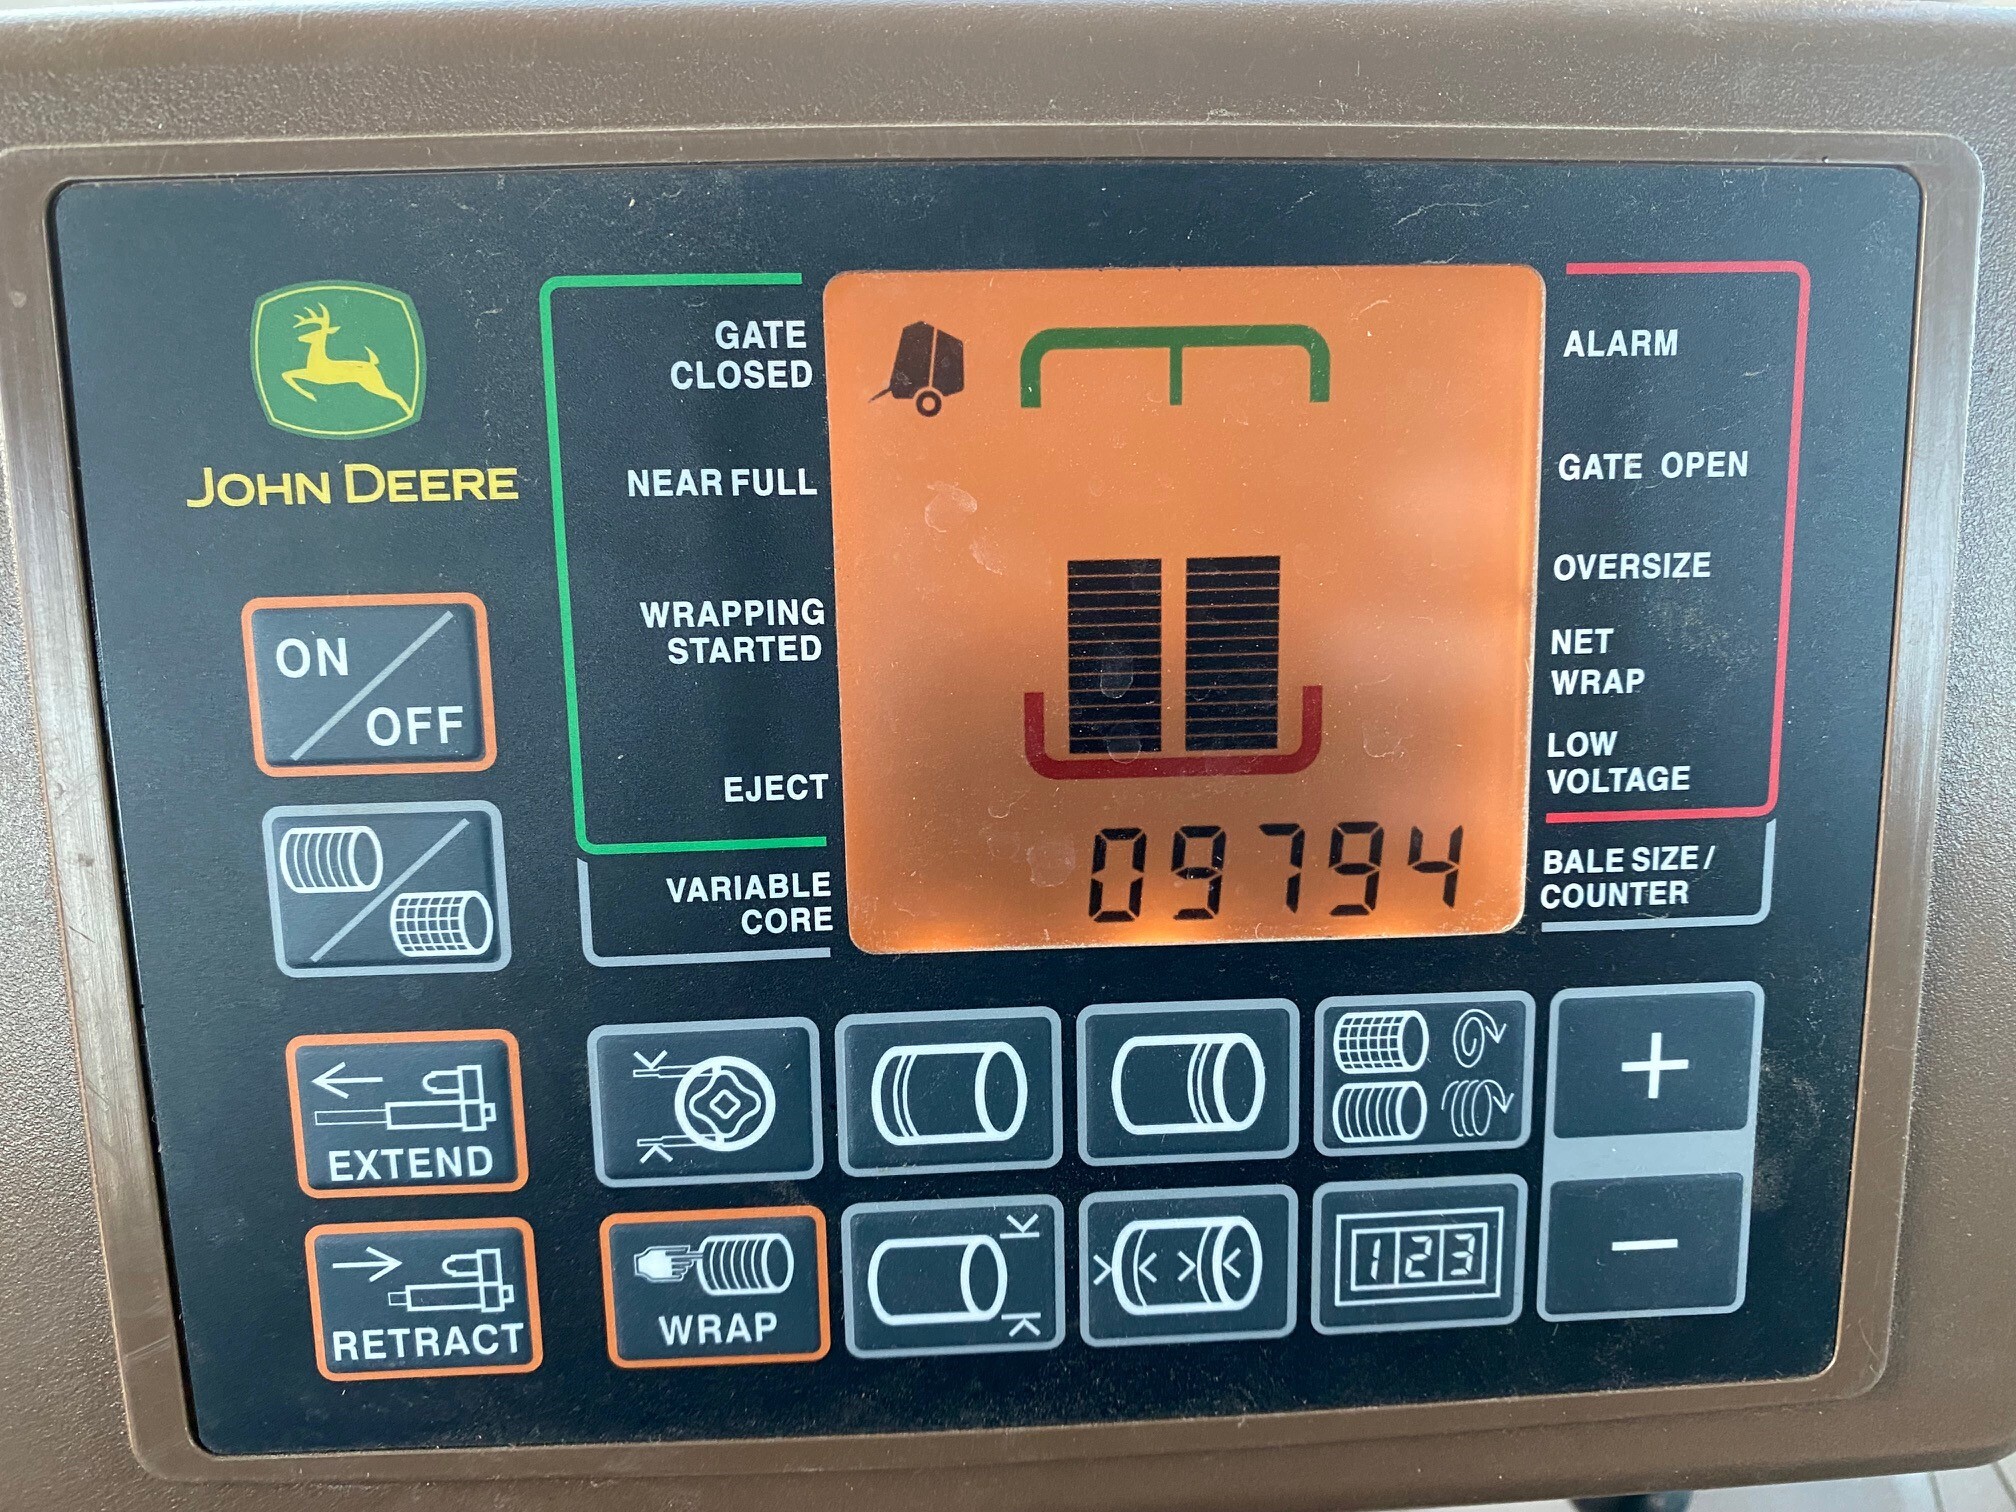 GATE
CLOSED
NEAR FULL
WRAPPING
STARTED
EJECT
VARIABLE
CORE
ALARM
GATE OPEN
OVERSIZE
NET
WRAP
LOW
VOLTAGE
BALE SIZE /
COUNTER
09794
JOHN DEERE
ON
OFF
EXTEND
RETRACT
WRAP
123
+
−